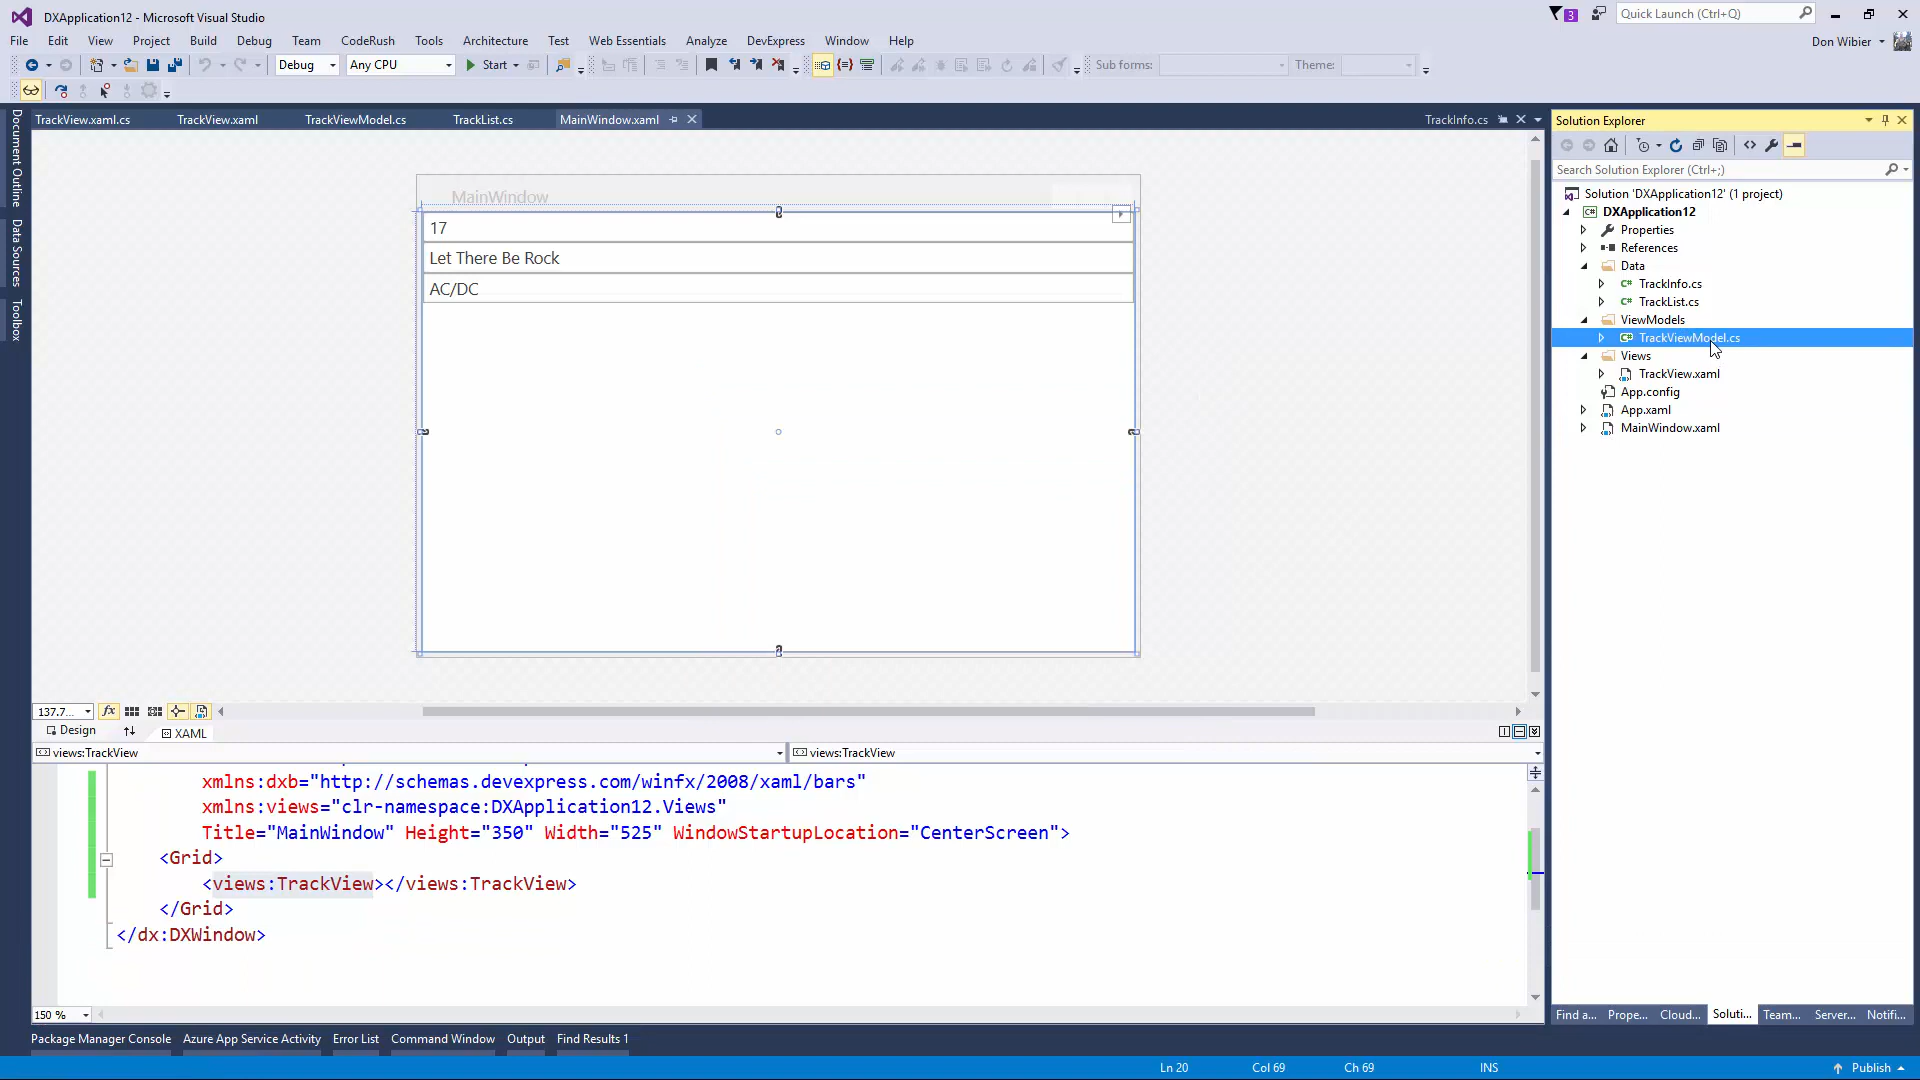 DXApplication12 - Microsoft Visual Studio
3
Quick Launch (Ctrl+Q)
File Edit View Project Build Debug Team CodeRush Tools Architecture Test Web Essentials Analyze DevExpress Window Help
Don Wibier
Debug Any CPU Start Sub forms: Theme:
TrackView.xaml.cs TrackView.xaml TrackViewModel.cs TrackList.cs MainWindow.xaml TrackInfo.cs
Document Outline
Data Sources
Toolbox
MainWindow
17
Let There Be Rock
AC/DC
137.7...
fx
Design XAML
views:TrackView views:TrackView
xmlns:dxb="http://schemas.devexpress.com/winfx/2008/xaml/bars"
xmlns:views="clr-namespace:DXApplication12.Views"
Title="MainWindow" Height="350" Width="525" WindowStartupLocation="CenterScreen">
<Grid>
<views:TrackView></views:TrackView>
</Grid>
</dx:DXWindow>
150 %
Solution Explorer
Search Solution Explorer (Ctrl+;)
Solution 'DXApplication12' (1 project)
DXApplication12
Properties
References
Data
TrackInfo.cs
TrackList.cs
ViewModels
TrackViewModel.cs
Views
TrackView.xaml
App.config
App.xaml
MainWindow.xaml
Find a... Prope... Cloud... Soluti... Team... Server... Notifi...
Package Manager Console Azure App Service Activity Error List Command Window Output Find Results 1
Ln 20 Col 69 Ch 69 INS Publish